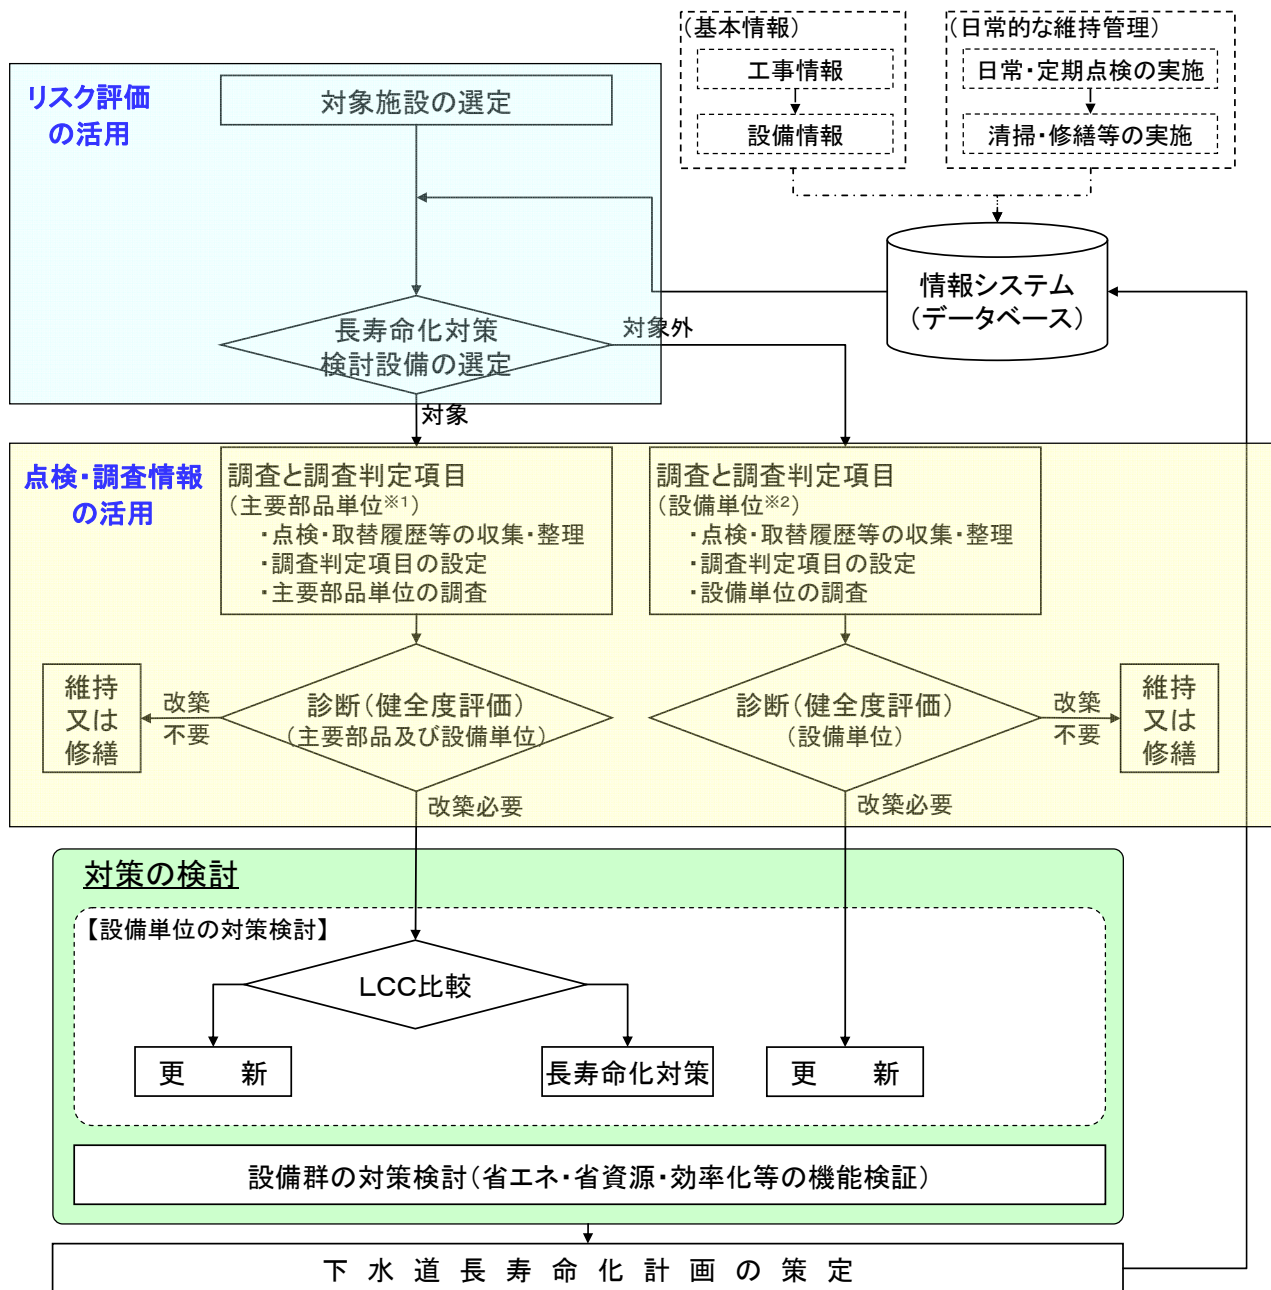 (基本情報)
工事情報
設備情報
(日常的な維持管理)
日常・定期点検の実施
清掃・修繕等の実施
リスク評価
の活用
対象施設の選定
情報システム
(データベース)
長寿命化対策
検討設備の選定
対象外
対象
点検・調査情報
の活用
調査と調査判定項目
(主要部品単位※1)
・点検・取替履歴等の収集・整理
・調査判定項目の設定
・主要部品単位の調査
調査と調査判定項目
(設備単位※2)
・点検・取替履歴等の収集・整理
・調査判定項目の設定
・設備単位の調査
維持
又は
修繕
改築
不要
診断(健全度評価)
(主要部品及び設備単位)
診断(健全度評価)
(設備単位)
改築
不要
維持
又は
修繕
改築必要
改築必要
対策の検討
【設備単位の対策検討】
LCC比較
更 新
長寿命化対策
更 新
設備群の対策検討(省エネ・省資源・効率化等の機能検証)
下 水 道 長 寿 命 化 計 画 の 策 定